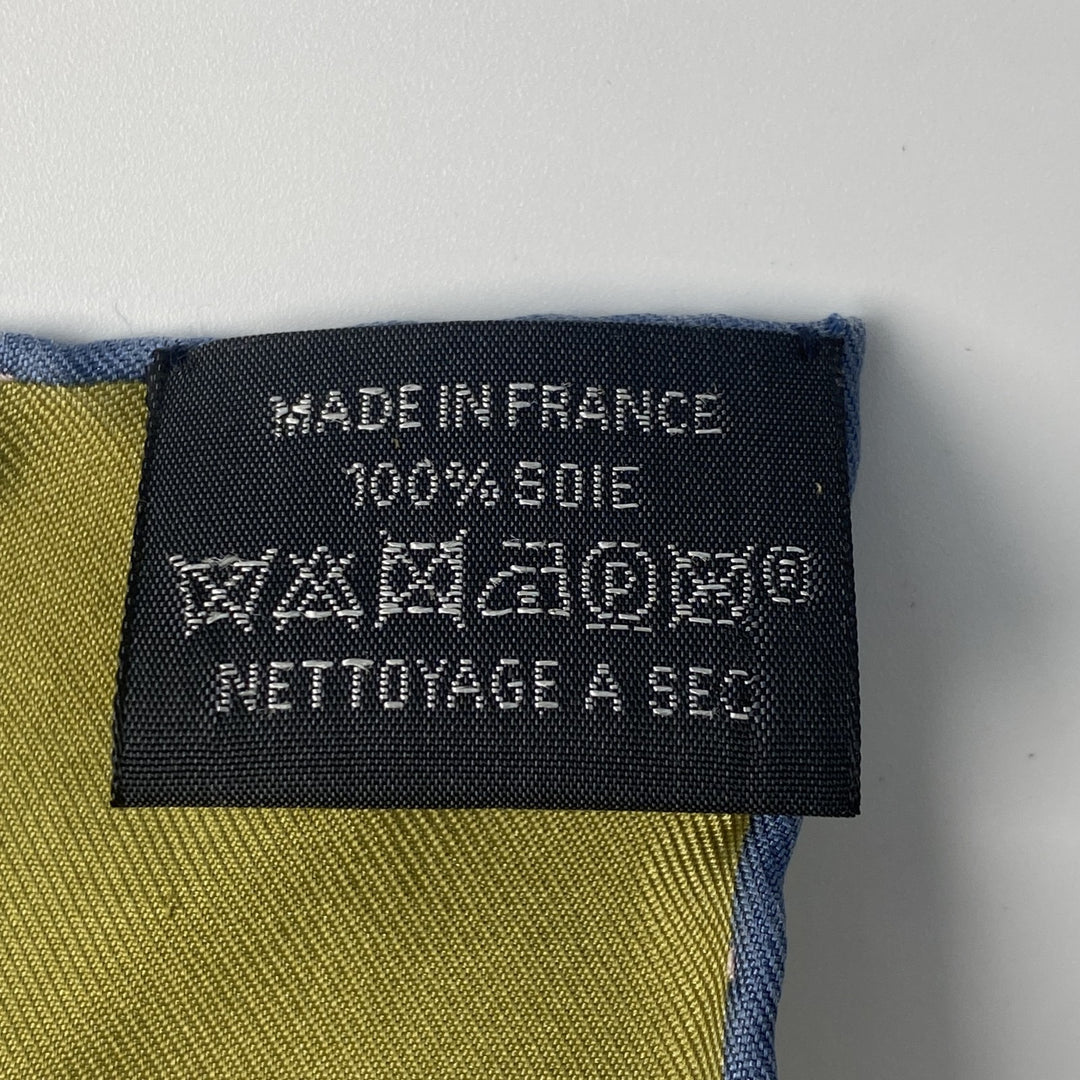 MADE IN FRANCE
100% SOIE
P ®
NETTOYAGE A SEC